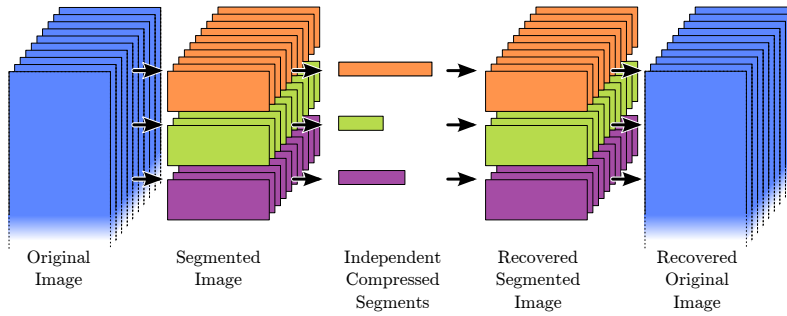 Original
Image
Segmented
Image
Independent
Compressed
Segments
Recovered
Segmented
Image
Recovered
Original
Image